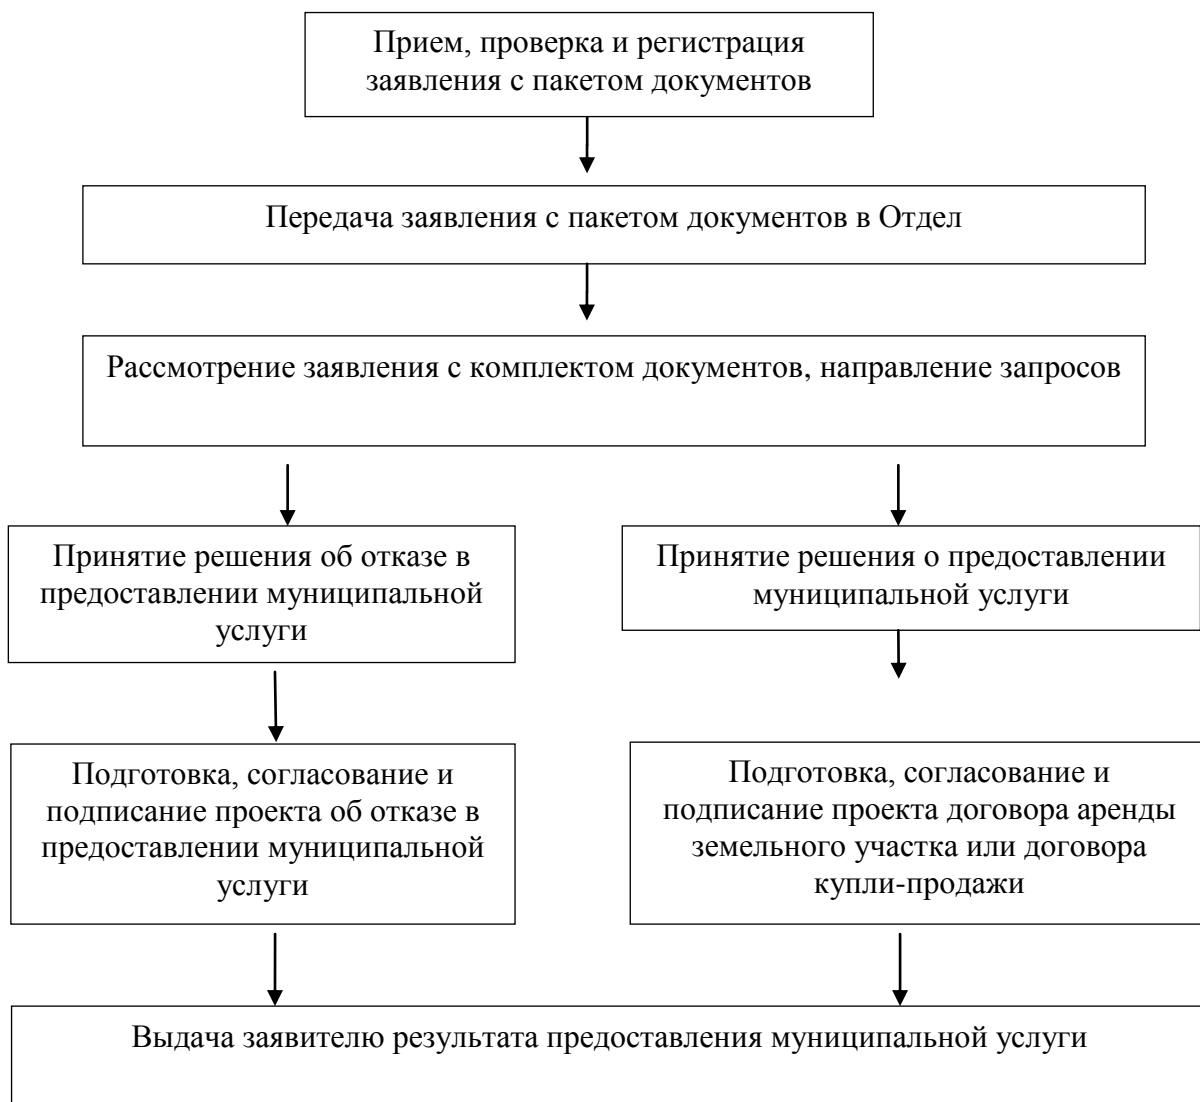 Прием, проверка и регистрация
заявления с пакетом документов
Передача заявления с пакетом документов в Отдел
Рассмотрение заявления с комплектом документов, направление запросов
Принятие решения об отказе в
предоставлении муниципальной
услуги
Принятие решения о предоставлении
муниципальной услуги
Подготовка, согласование и
подписание проекта об отказе в
предоставлении муниципальной
услуги
Подготовка, согласование и
подписание проекта договора аренды
земельного участка или договора
купли-продажи
Выдача заявителю результата предоставления муниципальной услуги